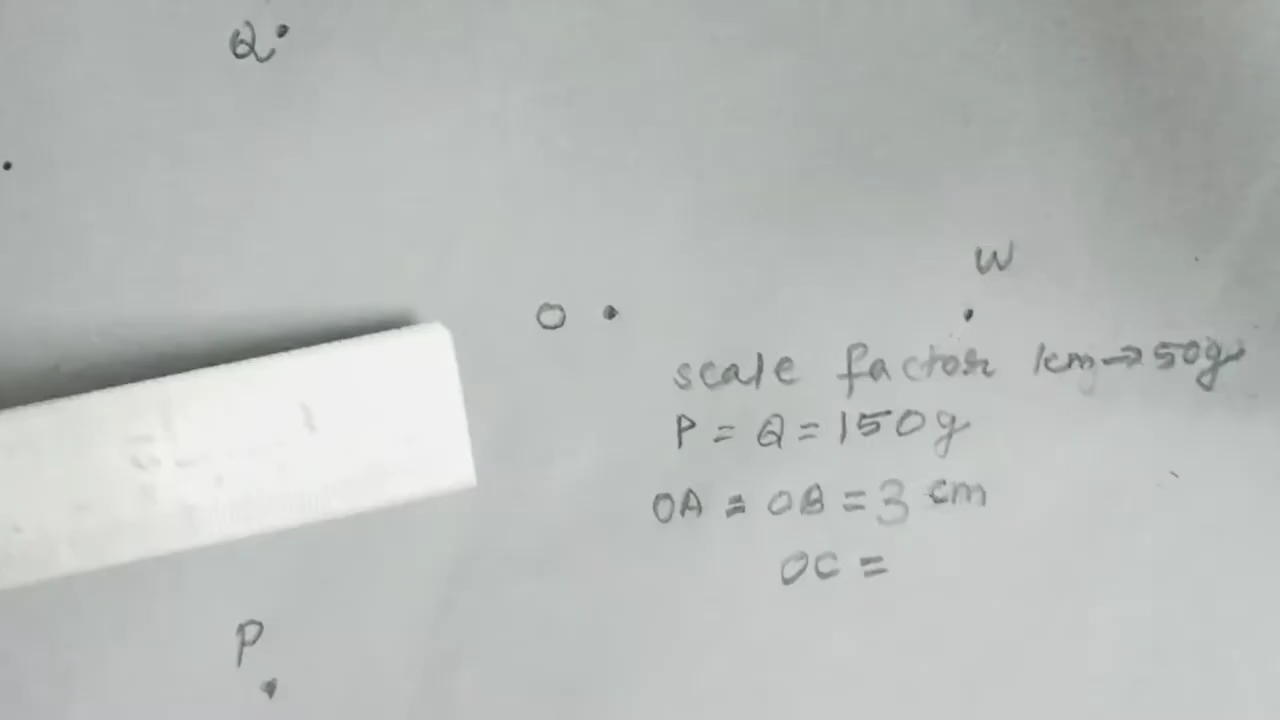 Q
W
O
scale factor 1cm→50g
P = Q = 150g
OA = OB = 3 cm
OC =
P